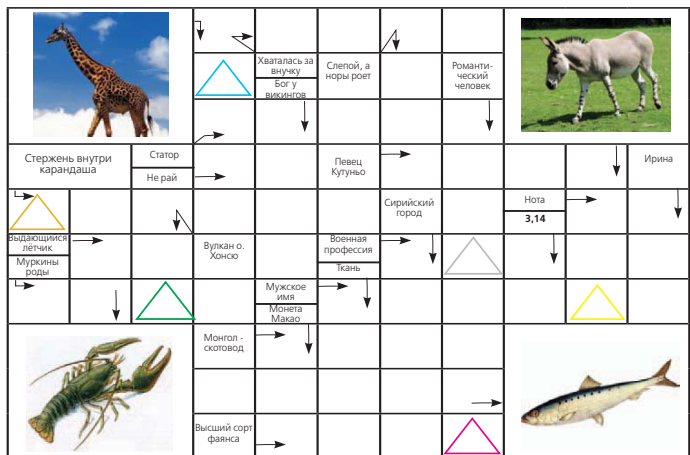 Хваталась за
внучку
Бог у
викингов
Слепой, а
норы роет
Романти-
ческий
человек
Стержень внутри
карандаша
Статор
Не рай
Певец
Кутуньо
Ирина
Сирийский
город
Нота
3,14
Выдающийся
лётчик
Муркины
роды
Вулкан о.
Хонсю
Военная
профессия
Ткань
Мужское
имя
Монета
Макао
Монгол -
скотовод
Высший сорт
фаянса